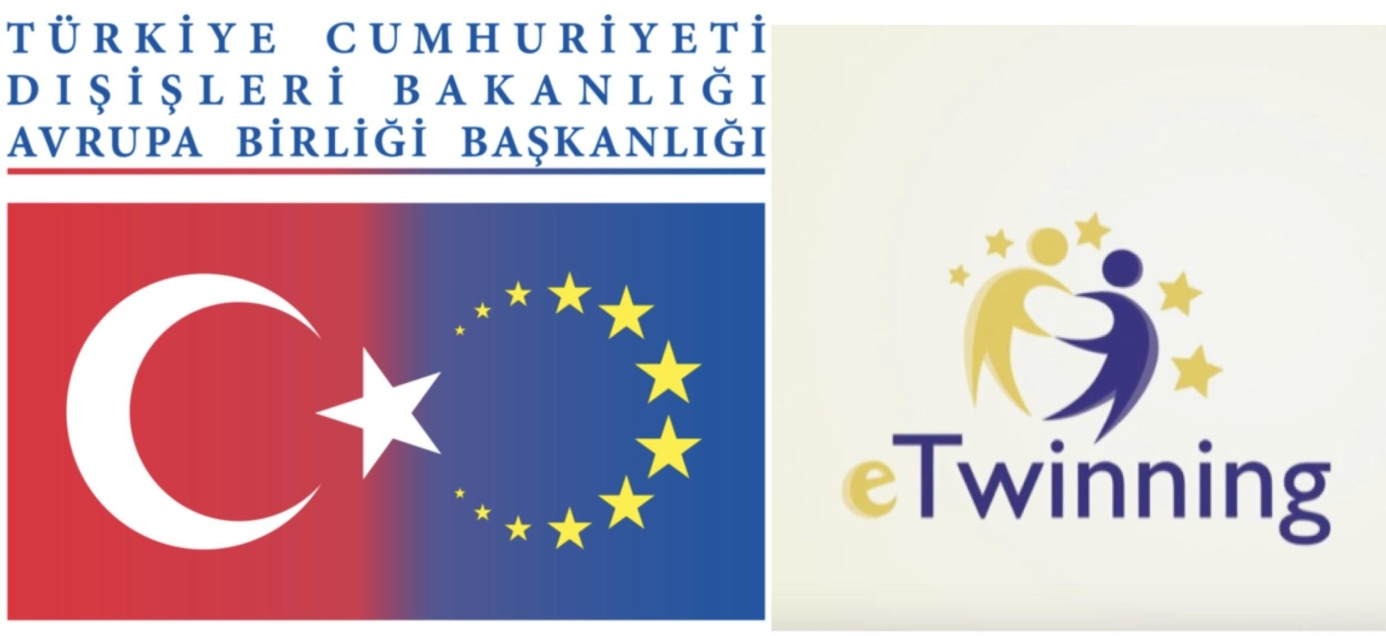 TÜRKİYE CUMHURİYETİ
DIŞİŞLERİ BAKANLIĞI
AVRUPA BİRLİĞİ BAŞKANLIĞI
eTwinning